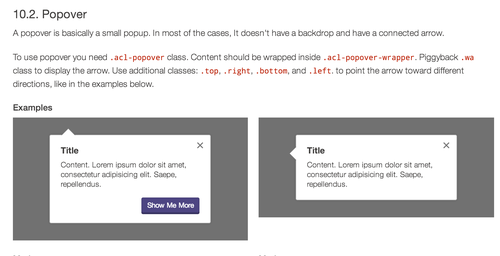 10.2. Popover
A popover is basically a small popup. In most of the cases, It doesn't have a backdrop and have a connected arrow.
To use popover you need .acl-popover class. Content should be wrapped inside .acl-popover-wrapper. Piggyback .wa
class to display the arrow. Use additional classes: .top, .right, .bottom, and .left. to point the arrow toward different
directions, like in the examples below.
Examples
Title
Content. Lorem ipsum dolor sit amet,
consectetur adipisicing elit. Saepe,
repellendus.
Show Me More
Title
Content. Lorem ipsum dolor sit amet,
consectetur adipisicing elit. Saepe,
repellendus.